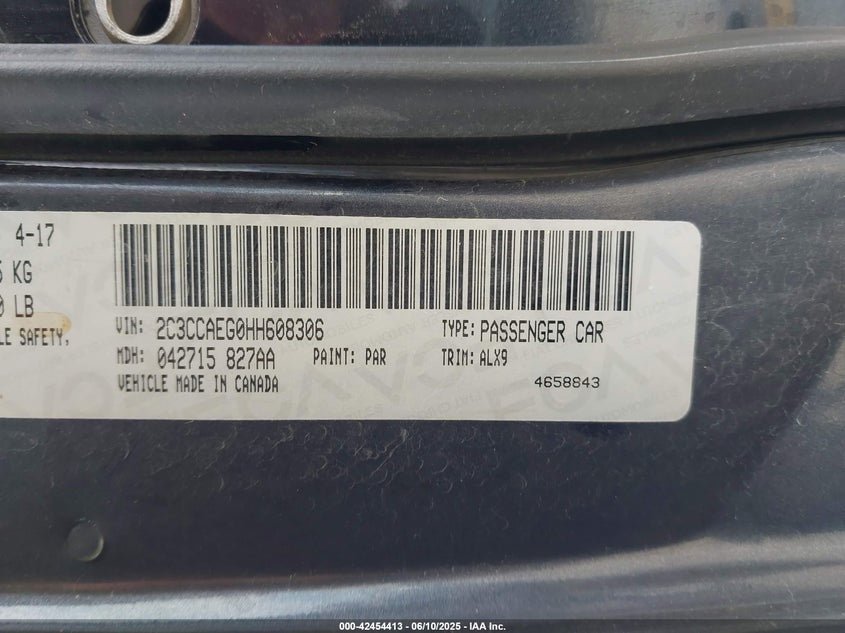 4-17
KG
LB
LE SAFETY,
VIN: 2C3CCAEG0HH608306
TYPE: PASSENGER CAR
MDH: 042715 827AA
PAINT: PAR
TRIM: ALX9
VEHICLE MADE IN CANADA
4658843
000-42454413 - 06/10/2025 - IAA Inc.